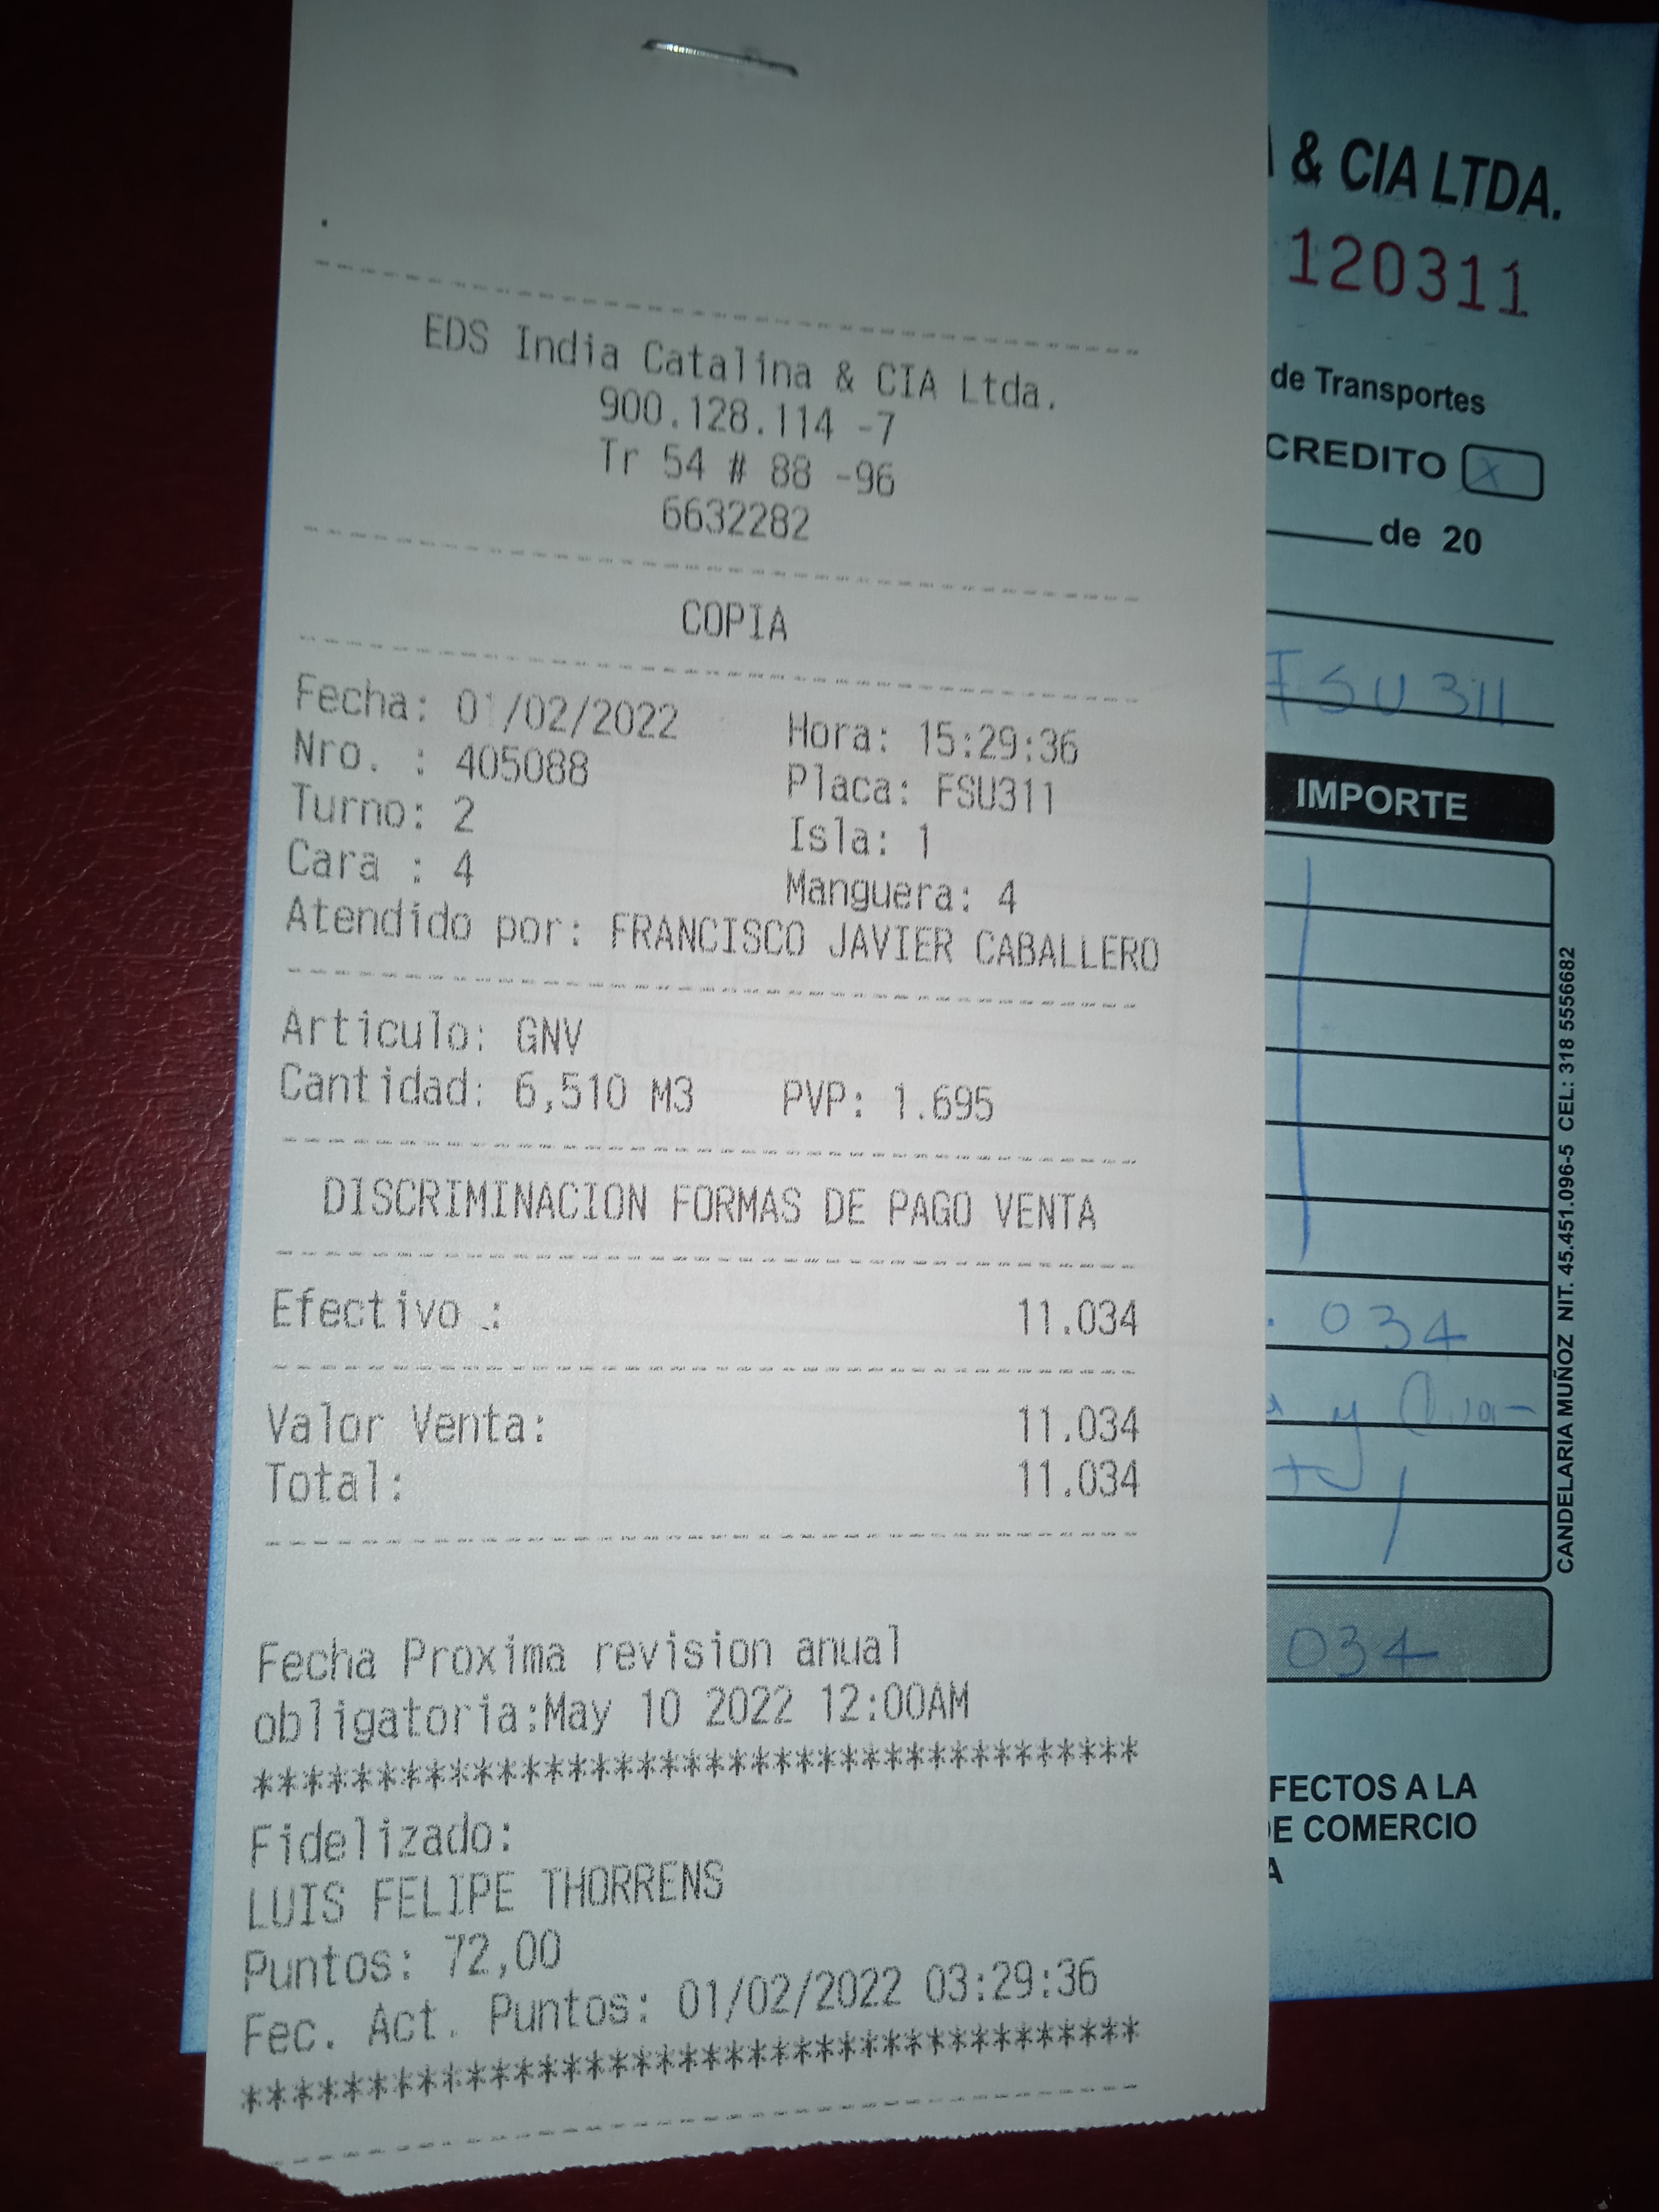 EDS India Catalina & CIA Ltda.
900.128.114 -7
Tr 54 # 88 -96
6632282
COPIA
Fecha: 01/02/2022 Hora: 15:29:36
Nro. : 405088 Placa: FSU311
Turno: 2 Isla: 1
Cara : 4 Manguera: 4
Atendido por: FRANCISCO JAVIER CABALLERO
Articulo: GNV
Cantidad: 6,510 M3 PVP: 1.695
DISCRIMINACION FORMAS DE PAGO VENTA
Efectivo : 11.034
Valor Venta: 11.034
Total: 11.034
Fecha Proxima revision anual
obligatoria:May 10 2022 12:00AM
****************************************
Fidelizado:
LUIS FELIPE THORRENS
Puntos: 72,00
Fec. Act. Puntos: 01/02/2022 03:29:36
****************************************
& CIA LTDA.
120311
de Transportes
CREDITO X
de 20
FSU311
IMPORTE
. 034
y
034
FECTOS A LA
E COMERCIO
A
CANDELARIA MUÑOZ NIT. 45.451.096-5 CEL: 318 5556682